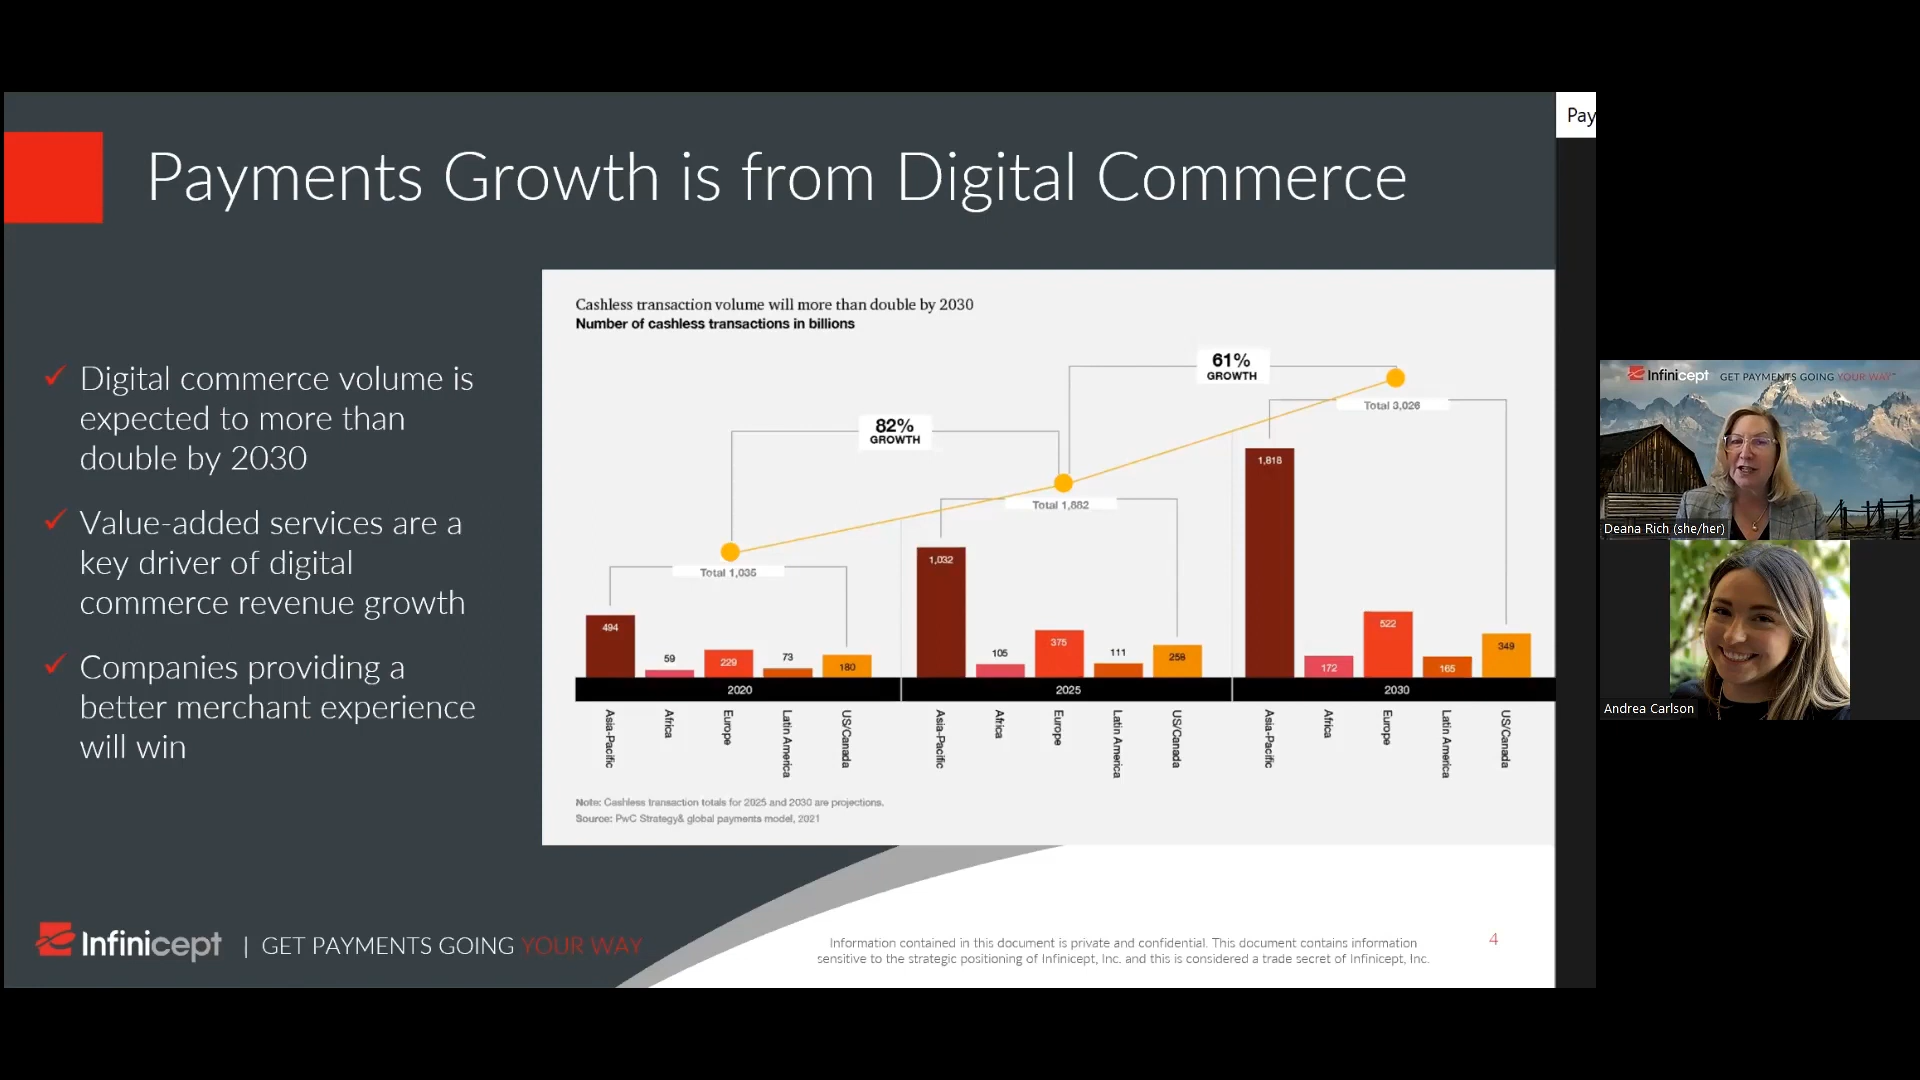 Pay
Payments Growth is from Digital Commerce
Digital commerce volume is
expected to more than
double by 2030
Value-added services are a
key driver of digital
commerce revenue growth
Companies providing a
better merchant experience
will win
Cashless transaction volume will more than double by 2030
Number of cashless transactions in billions
61%
GROWTH
82%
GROWTH
Total 3,026
Total 1,882
Total 1,035
494
59
229
73
180
1,032
105
375
111
258
1,818
172
522
165
349
2020
2025
2030
Asia-Pacific
Africa
Europe
Latin America
US/Canada
Asia-Pacific
Africa
Europe
Latin America
US/Canada
Asia-Pacific
Africa
Europe
Latin America
US/Canada
Note: Cashless transaction totals for 2025 and 2030 are projections.
Source: PwC Strategy& global payments model, 2021
Infinicept | GET PAYMENTS GOING YOUR WAY
Information contained in this document is private and confidential. This document contains information
sensitive to the strategic positioning of Infinicept, Inc. and this is considered a trade secret of Infinicept, Inc.
4
Infinicept GET PAYMENTS GOING YOUR WAY
Deana Rich (she/her)
Andrea Carlson